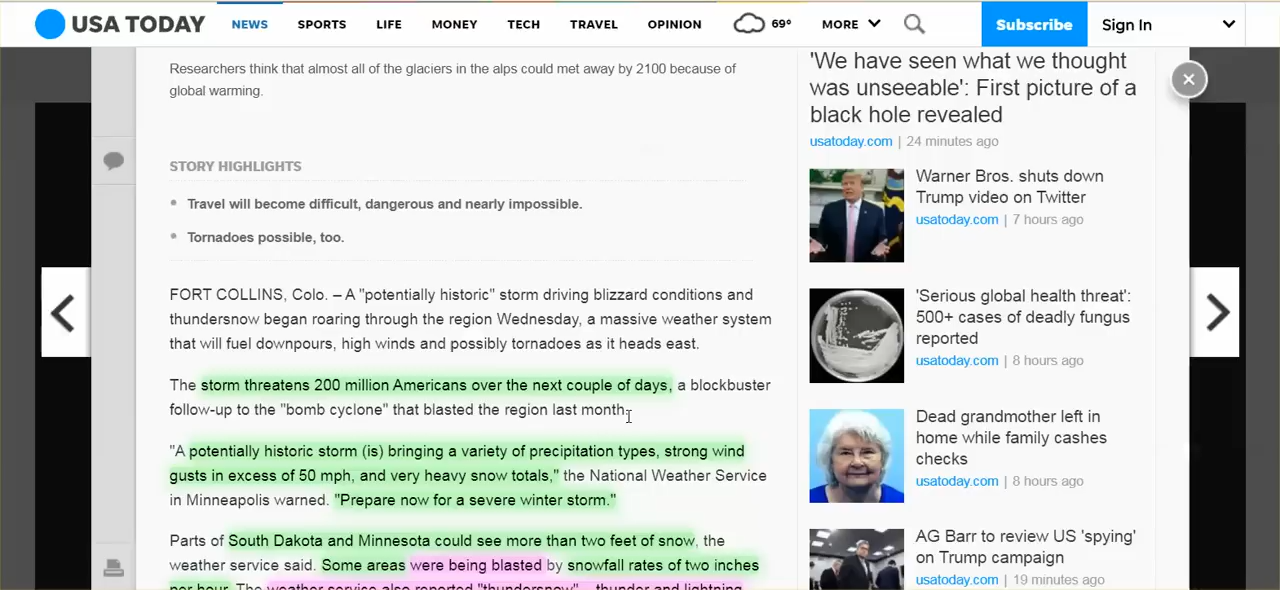 USA TODAY NEWS SPORTS LIFE MONEY TECH TRAVEL OPINION 69° MORE Subscribe Sign In
Researchers think that almost all of the glaciers in the alps could met away by 2100 because of
global warming.
STORY HIGHLIGHTS
Travel will become difficult, dangerous and nearly impossible.
Tornadoes possible, too.
FORT COLLINS, Colo. – A "potentially historic" storm driving blizzard conditions and
thundersnow began roaring through the region Wednesday, a massive weather system
that will fuel downpours, high winds and possibly tornadoes as it heads east.
The storm threatens 200 million Americans over the next couple of days, a blockbuster
follow-up to the "bomb cyclone" that blasted the region last month.
"A potentially historic storm (is) bringing a variety of precipitation types, strong wind
gusts in excess of 50 mph, and very heavy snow totals," the National Weather Service
in Minneapolis warned. "Prepare now for a severe winter storm."
Parts of South Dakota and Minnesota could see more than two feet of snow, the
weather service said. Some areas were being blasted by snowfall rates of two inches
per hour. The weather service also reported "thundersnow" – thunder and lightning
'We have seen what we thought
was unseeable': First picture of a
black hole revealed
usatoday.com | 24 minutes ago
Warner Bros. shuts down
Trump video on Twitter
usatoday.com | 7 hours ago
'Serious global health threat':
500+ cases of deadly fungus
reported
usatoday.com | 8 hours ago
Dead grandmother left in
home while family cashes
checks
usatoday.com | 8 hours ago
AG Barr to review US 'spying'
on Trump campaign
usatoday.com | 19 minutes ago